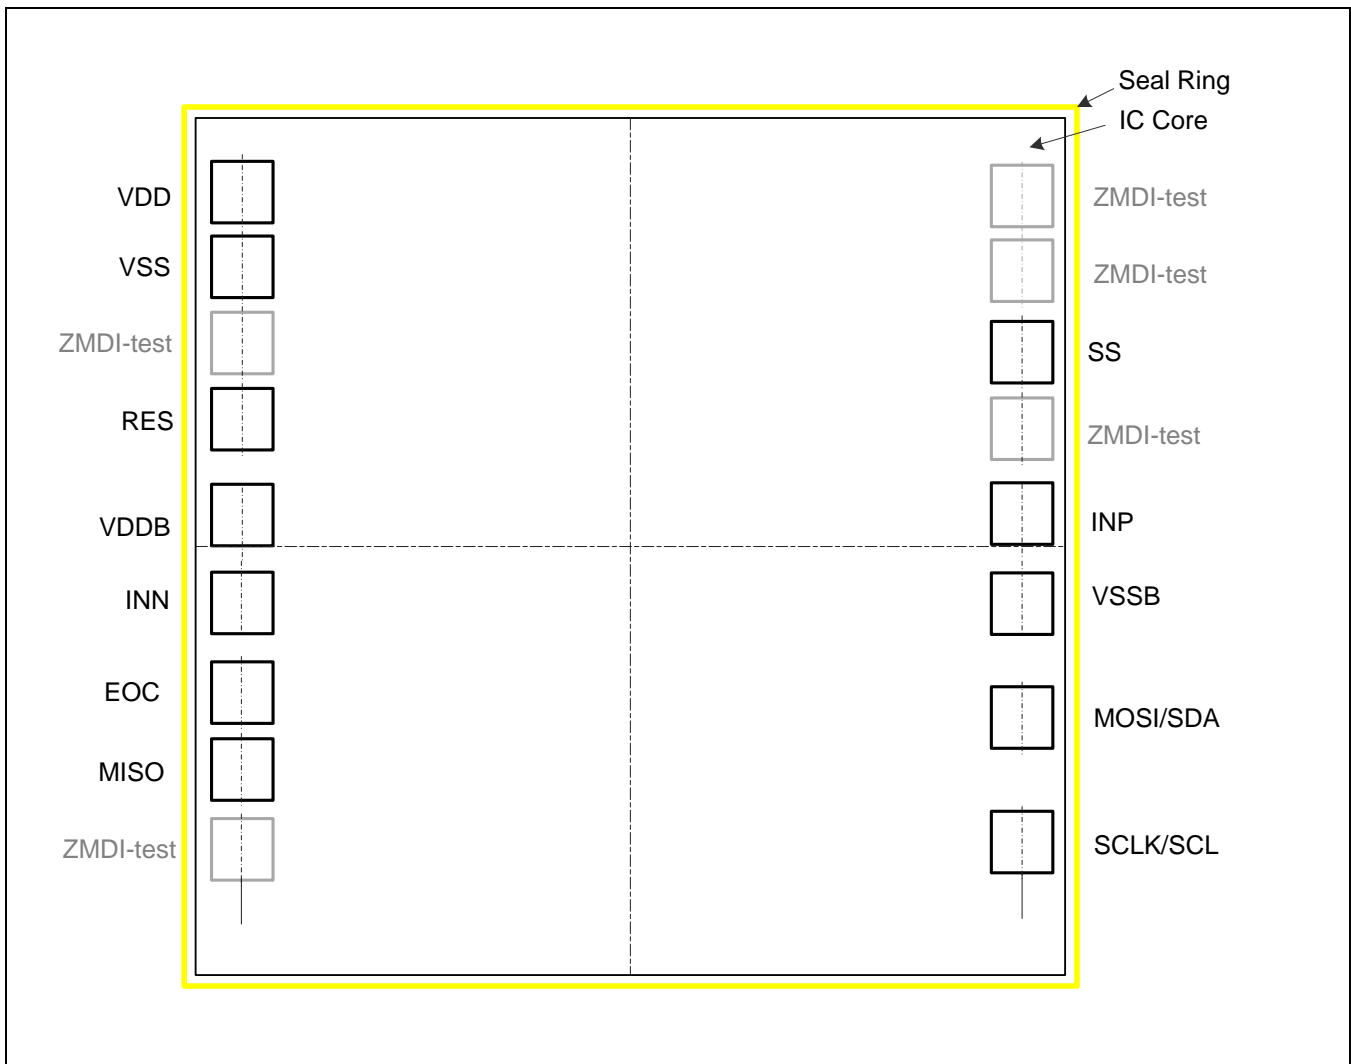 Seal Ring
IC Core
VDD
VSS
ZMDI-test
RES
VDDB
INN
EOC
MISO
ZMDI-test
ZMDI-test
ZMDI-test
SS
ZMDI-test
INP
VSSB
MOSI/SDA
SCLK/SCL